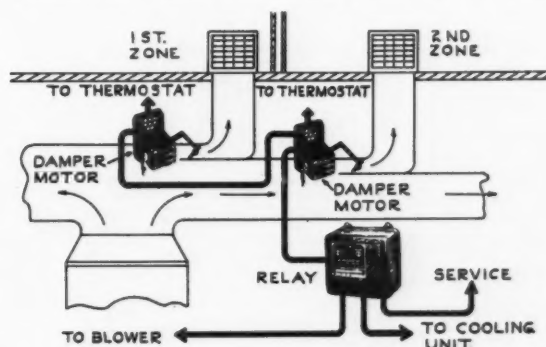 1ST.
ZONE
2ND
ZONE
TO THERMOSTAT
TO THERMOSTAT
DAMPER
MOTOR
DAMPER
MOTOR
RELAY
SERVICE
TO BLOWER
TO COOLING
UNIT